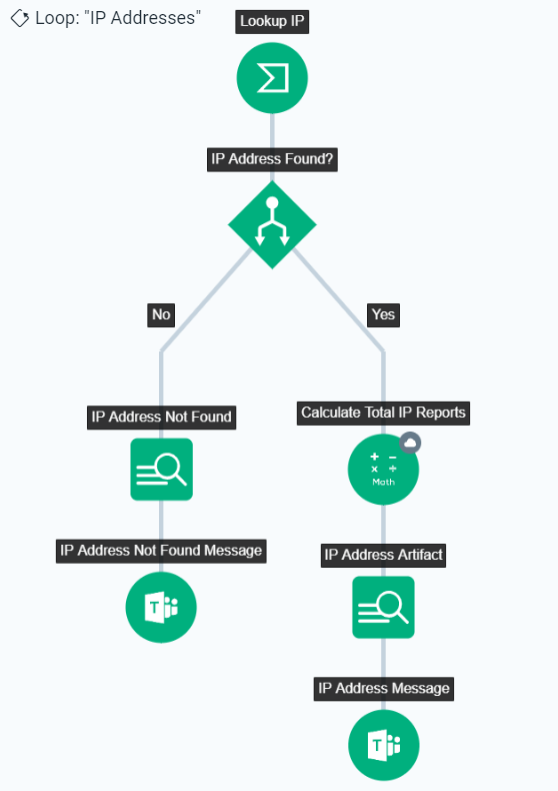 Loop: "IP Addresses"
Lookup IP
IP Address Found?
No
Yes
IP Address Not Found
Calculate Total IP Reports
+ −
× ÷
Math
IP Address Not Found Message
T
IP Address Artifact
IP Address Message
T